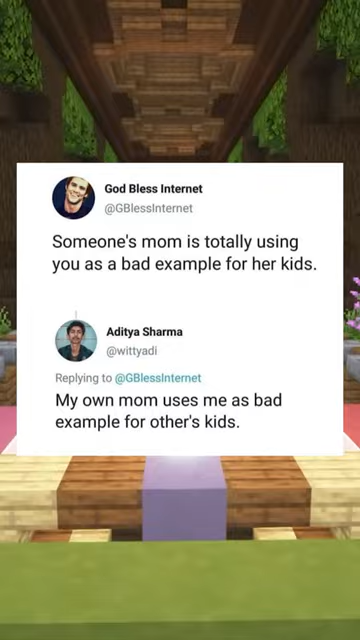 God Bless Internet
@GBlessInternet
Someone's mom is totally using
you as a bad example for her kids.
Aditya Sharma
@wittyadi
Replying to @GBlessInternet
My own mom uses me as bad
example for other's kids.